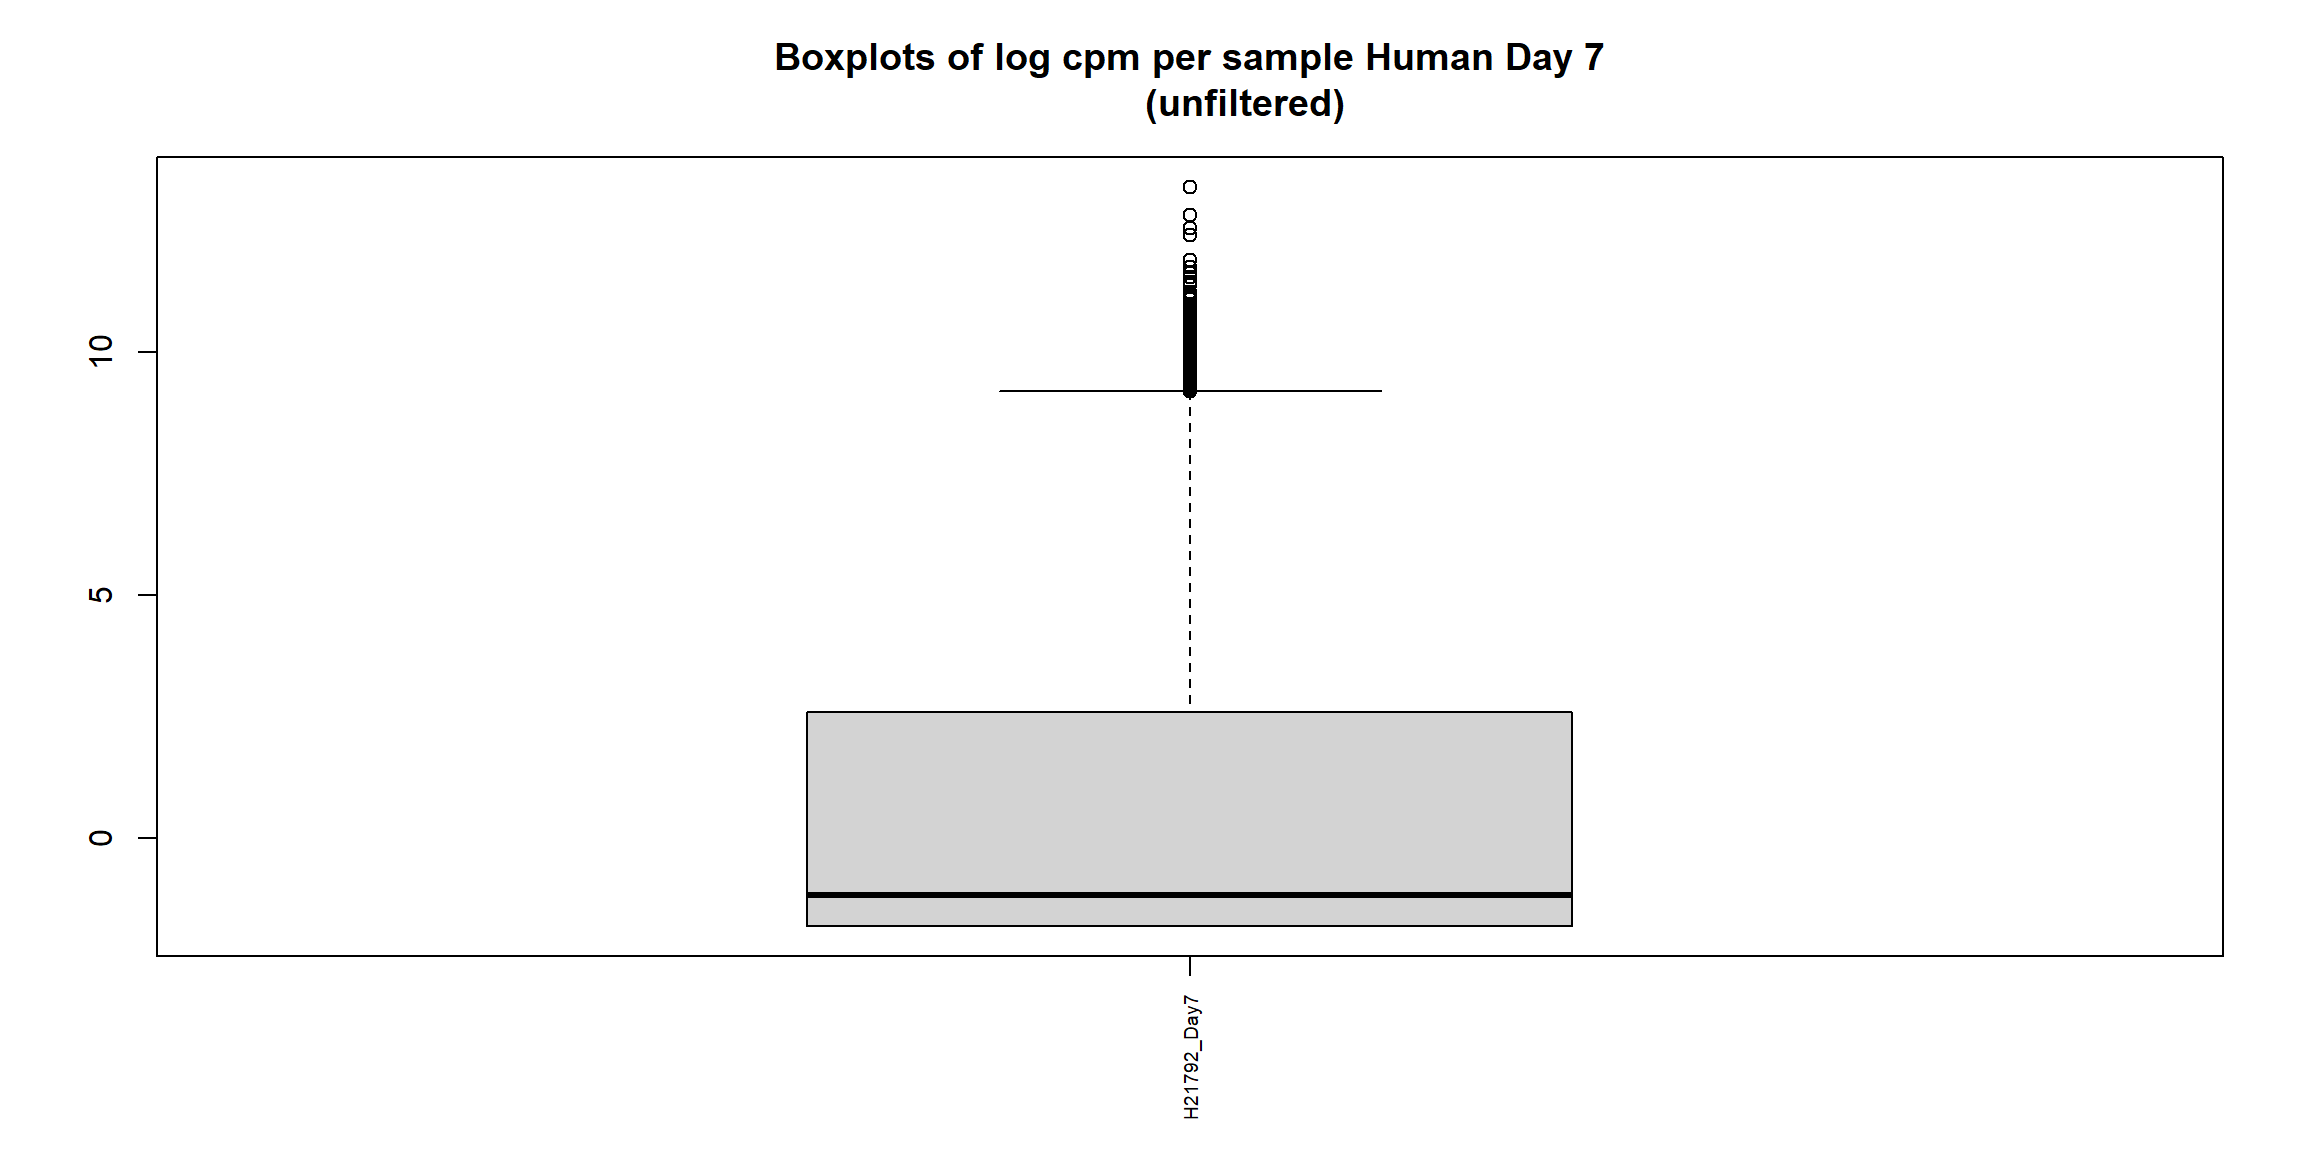 Boxplots of log cpm per sample Human Day 7
(unfiltered)
10
5
0
H21792_Day7